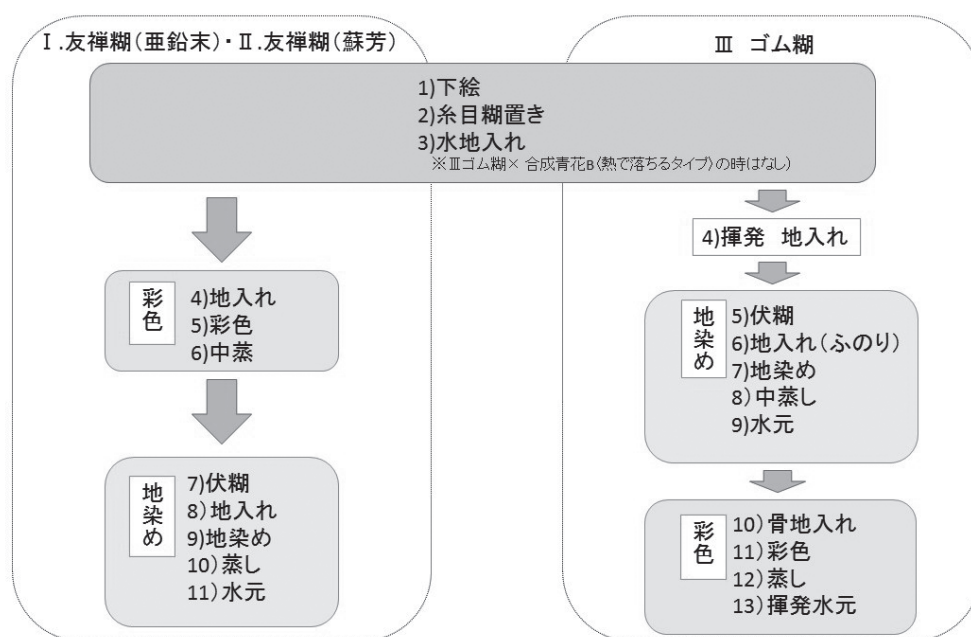 Ⅰ.友禅糊(亜鉛末)・Ⅱ.友禅糊(蘇芳)
Ⅲ ゴム糊
1)下絵
2)糸目糊置き
3)水地入れ
※Ⅲゴム糊× 合成青花B〈熱で落ちるタイプ〉の時はなし〉
彩色
4)地入れ
5)彩色
6)中蒸
地染め
7)伏糊
8)地入れ
9)地染め
10)蒸し
11)水元
4)揮発 地入れ
地染め
5)伏糊
6)地入れ(ふのり)
7)地染め
8)中蒸し
9)水元
彩色
10)骨地入れ
11)彩色
12)蒸し
13)揮発水元